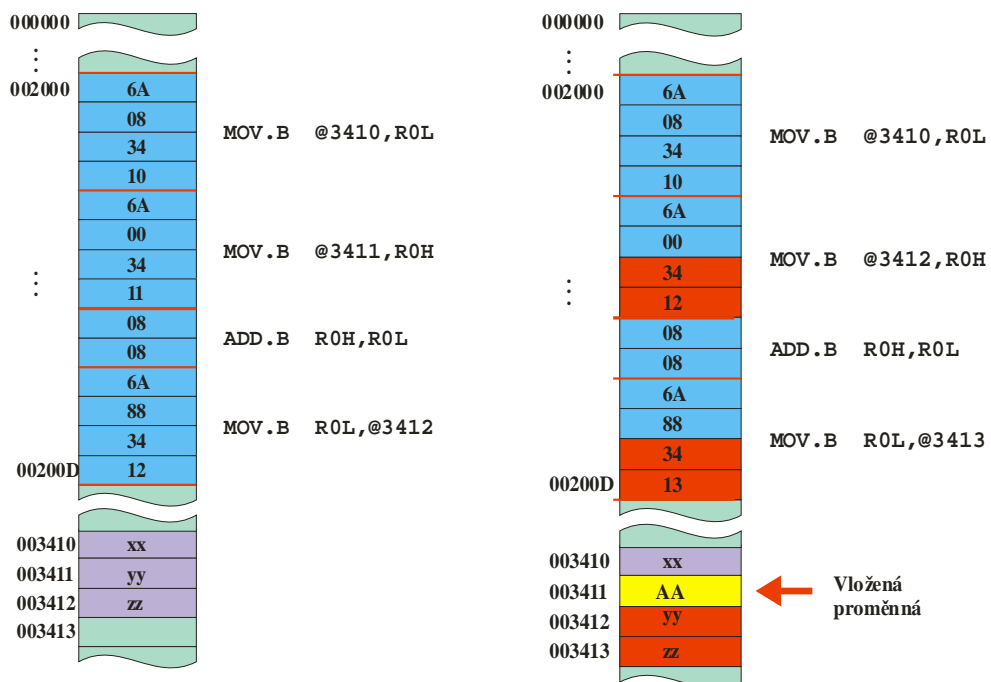 000000
⋮
002000
6A
08
34
10
MOV.B @3410,R0L
6A
00
34
11
MOV.B @3411,R0H
⋮
08
08
ADD.B R0H,R0L
6A
88
34
12
MOV.B R0L,@3412
00200D
003410 xx
003411 yy
003412 zz
003413
000000
⋮
002000
6A
08
34
10
MOV.B @3410,R0L
6A
00
34
12
MOV.B @3412,R0H
⋮
08
08
ADD.B R0H,R0L
6A
88
34
13
MOV.B R0L,@3413
00200D
003410 xx
003411 AA
003412 yy
003413 zz
Vložená
proměnná